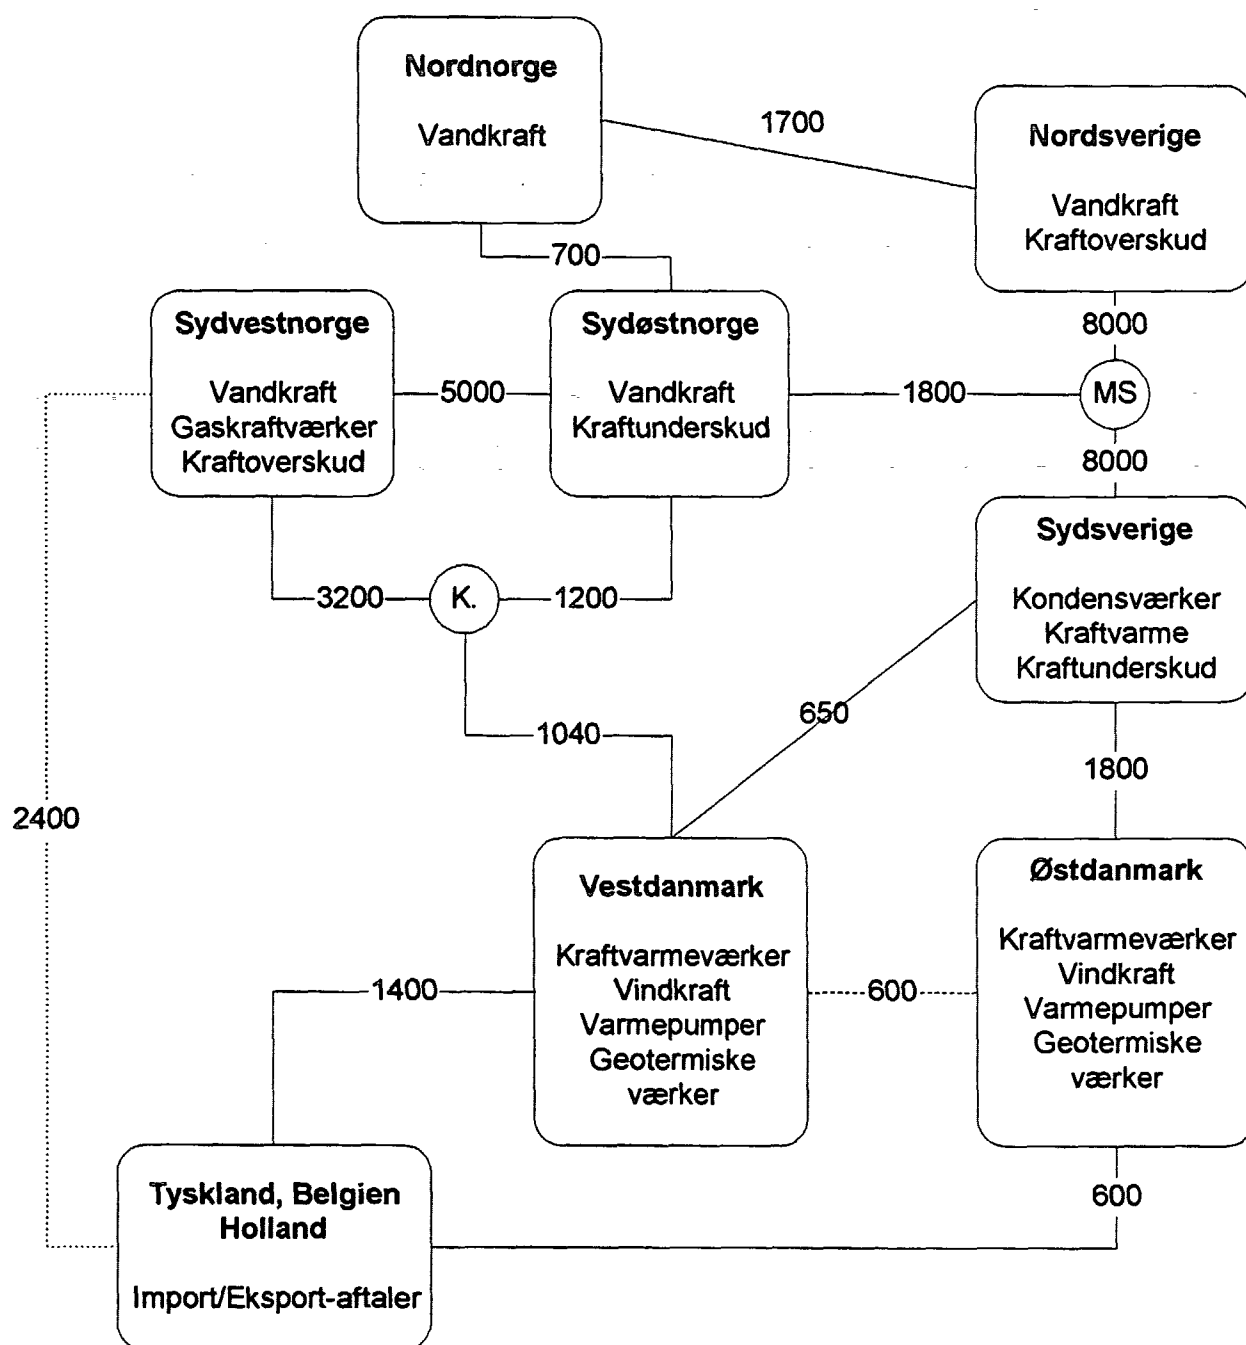 Nordnorge
Vandkraft
1700
Nordsverige
Vandkraft
Kraftoverskud
700
8000
Sydvestnorge
Vandkraft
Gaskraftværker
Kraftoverskud
5000
Sydøstnorge
Vandkraft
Kraftunderskud
1800
MS
8000
Sydsverige
Kondensværker
Kraftvarme
Kraftunderskud
3200
K.
1200
650
1040
1800
2400
Vestdanmark
Kraftvarmeværker
Vindkraft
Varmepumper
Geotermiske
værker
Østdanmark
Kraftvarmeværker
Vindkraft
Varmepumper
Geotermiske
værker
1400
600
600
Tyskland, Belgien
Holland
Import/Eksport-aftaler